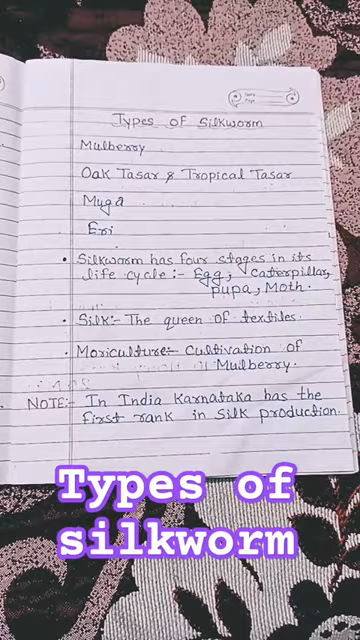 Types of Silkworm
Mulberry
Oak Tasar & Tropical Tasar
Muga
Eri
• Silkworm has four stages in its
life cycle :- Egg, caterpillar,
pupa, Moth.
• Silk :- The queen of textiles.
• Moriculture :- Cultivation of
Mulberry.
NOTE :- In India Karnataka has the
first rank in silk production.
Types of
silkworm